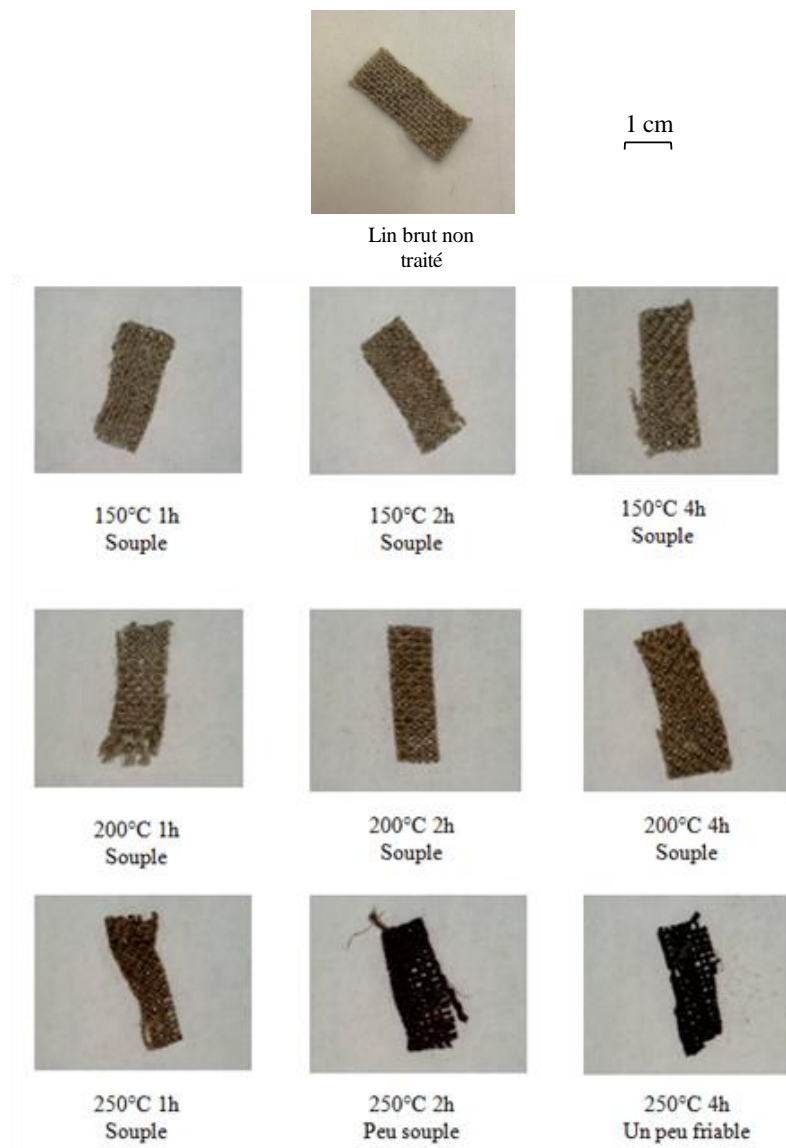 1 cm
Lin brut non
traité
150°C 1h
Souple
150°C 2h
Souple
150°C 4h
Souple
200°C 1h
Souple
200°C 2h
Souple
200°C 4h
Souple
250°C 1h
Souple
250°C 2h
Peu souple
250°C 4h
Un peu friable